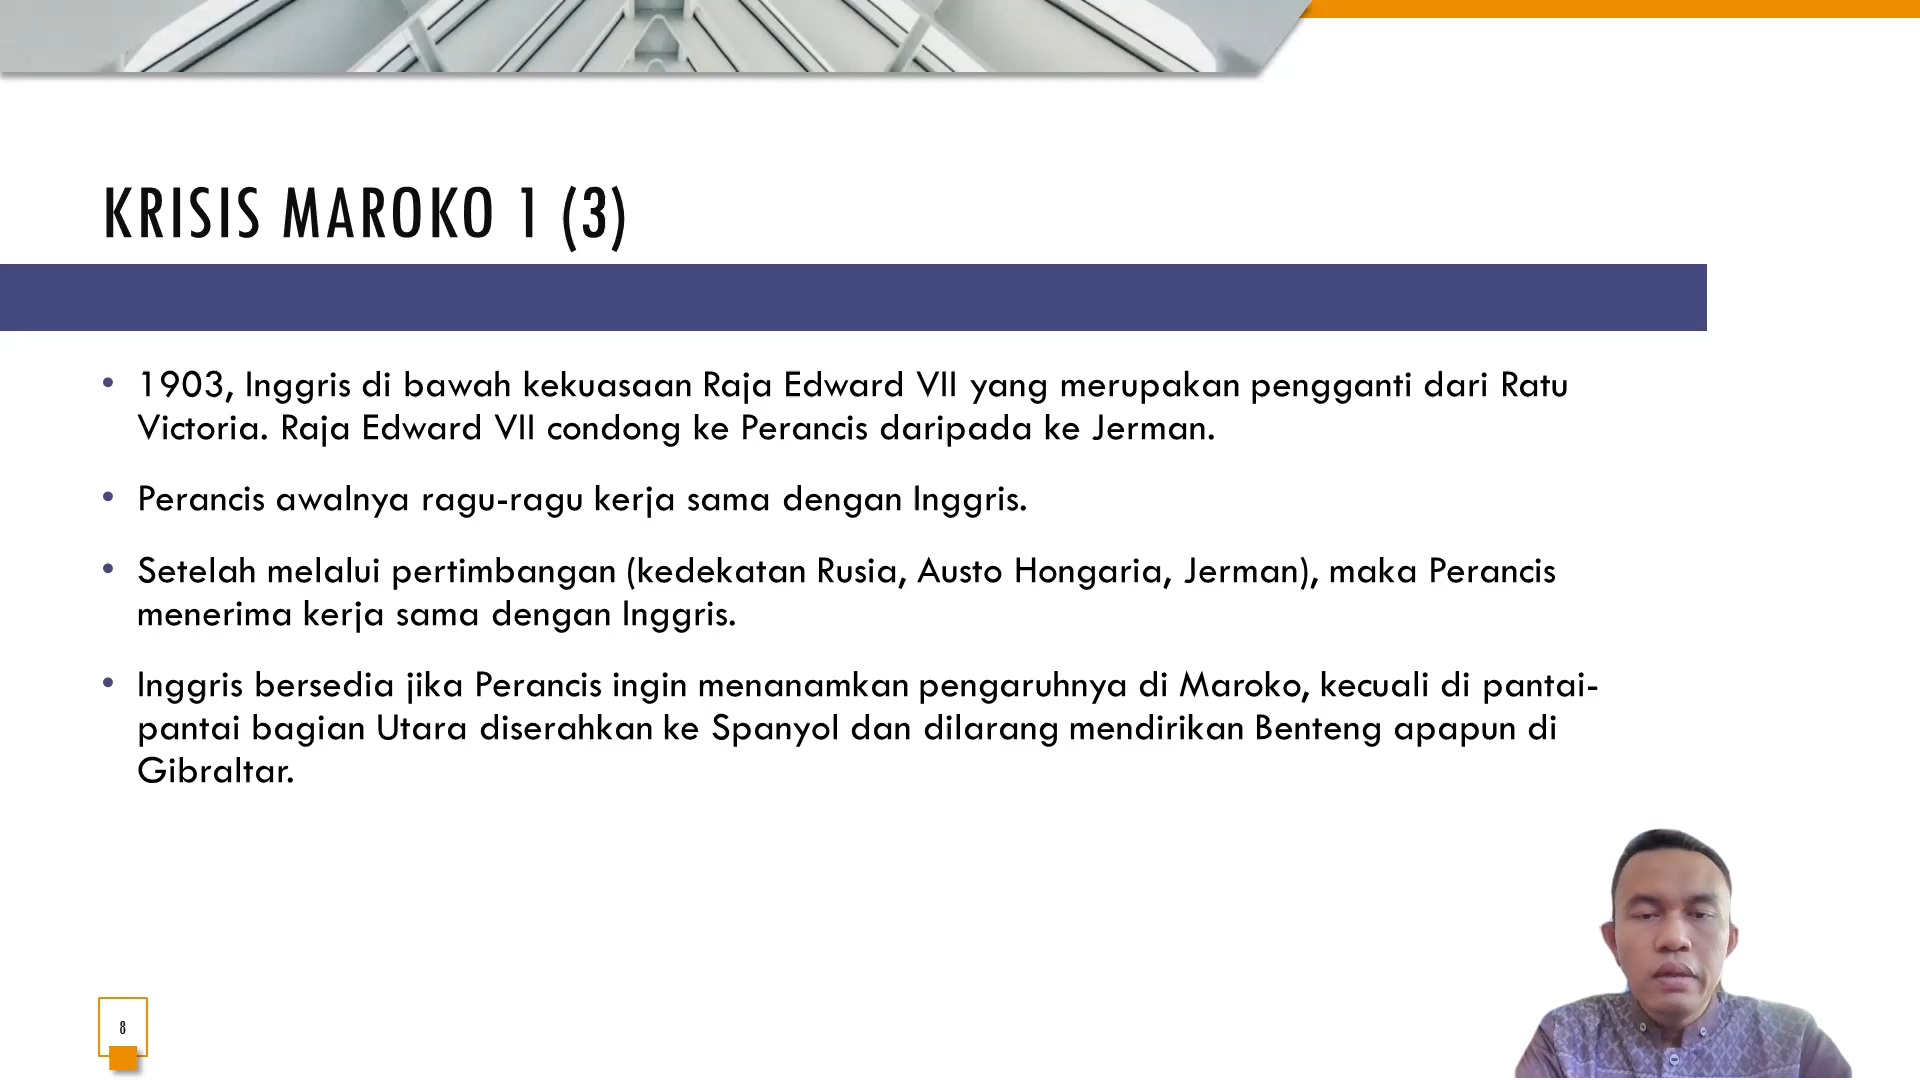 KRISIS MAROKO 1 (3)
• 1903, Inggris di bawah kekuasaan Raja Edward VII yang merupakan pengganti dari Ratu
Victoria. Raja Edward VII condong ke Perancis daripada ke Jerman.
• Perancis awalnya ragu-ragu kerja sama dengan Inggris.
• Setelah melalui pertimbangan (kedekatan Rusia, Austo Hongaria, Jerman), maka Perancis
menerima kerja sama dengan Inggris.
• Inggris bersedia jika Perancis ingin menanamkan pengaruhnya di Maroko, kecuali di pantai-
pantai bagian Utara diserahkan ke Spanyol dan dilarang mendirikan Benteng apapun di
Gibraltar.
8